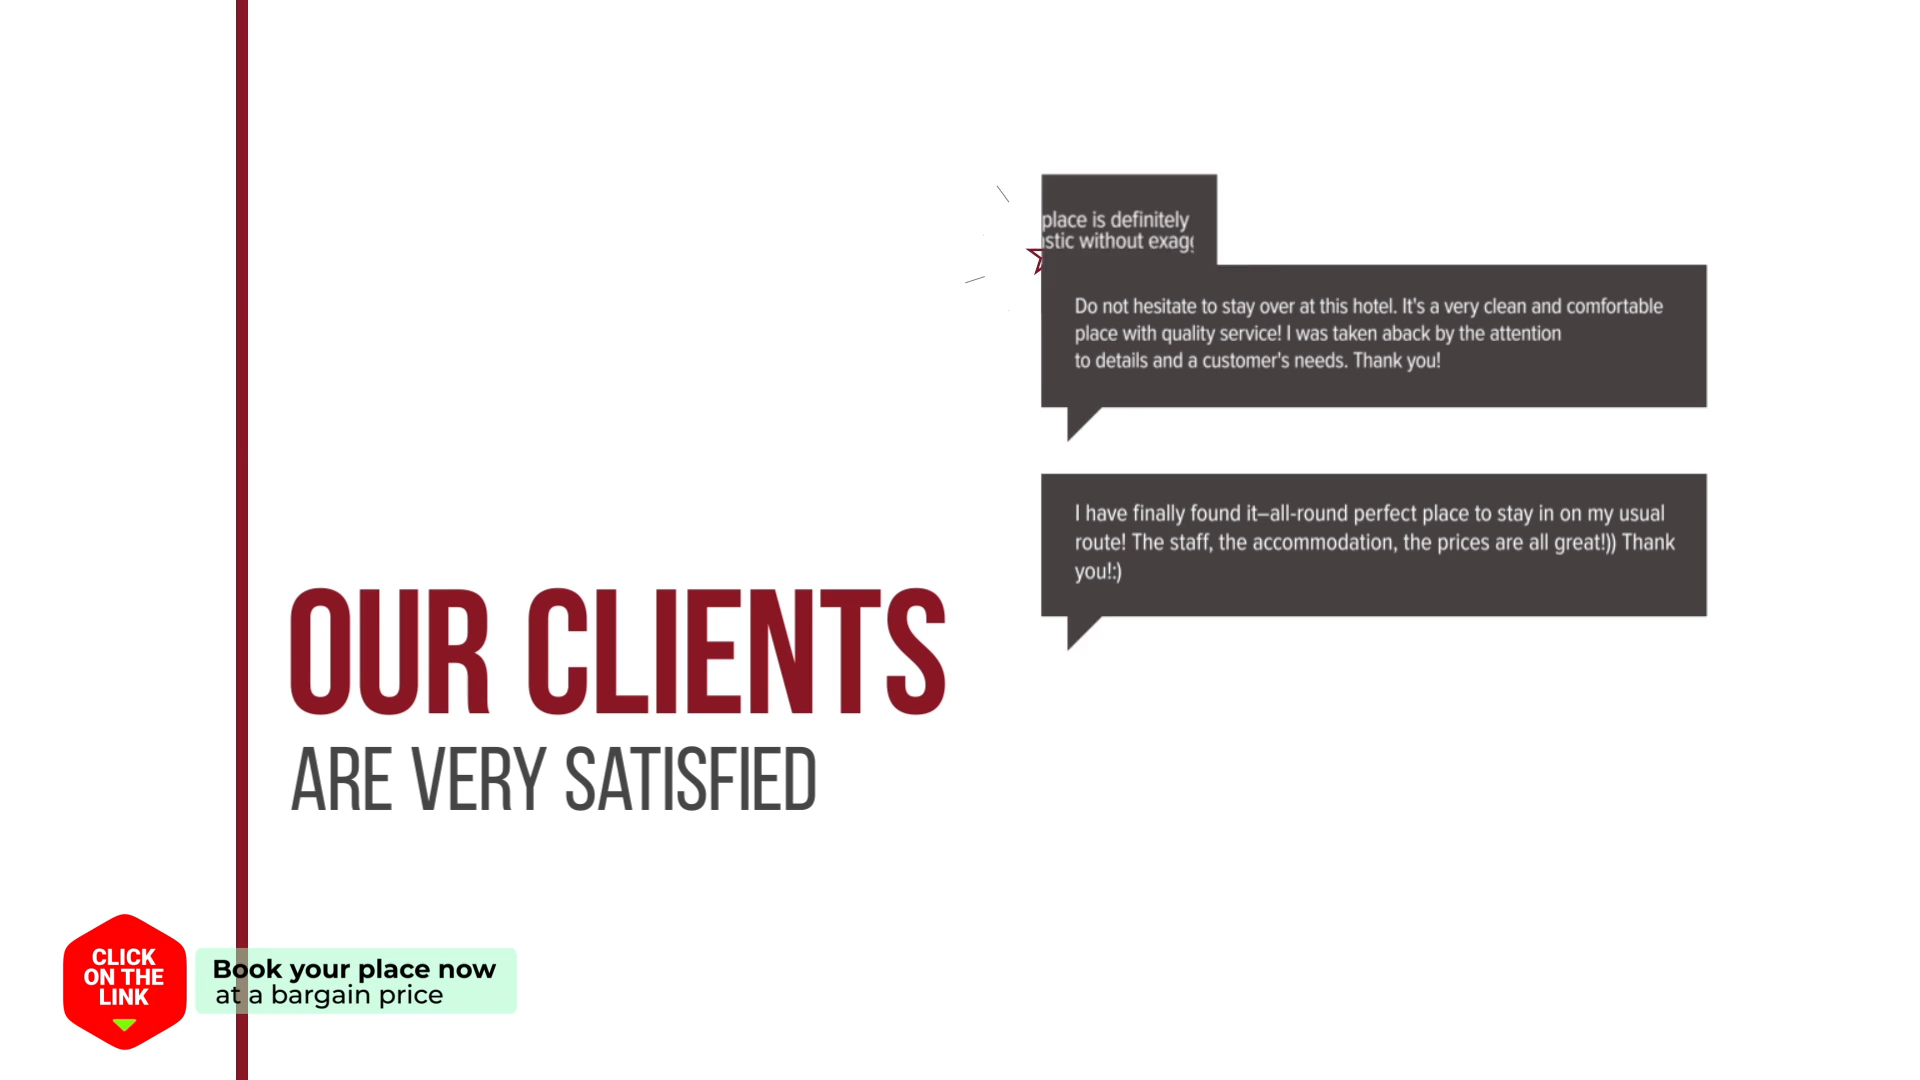 place is definitely
without
Do not hesitate to stay over at this hotel. It's a very clean and comfortable
place with quality service! I was taken aback by the attention
to details and a customer's needs. Thank you!
I have finally found it–all-round perfect place to stay in on my usual
route! The staff, the accommodation, the prices are all great!)) Thank
you!:)
OUR CLIENTS
ARE VERY SATISFIED
CLICK
ON THE
LINK
Book your place now
at a bargain price